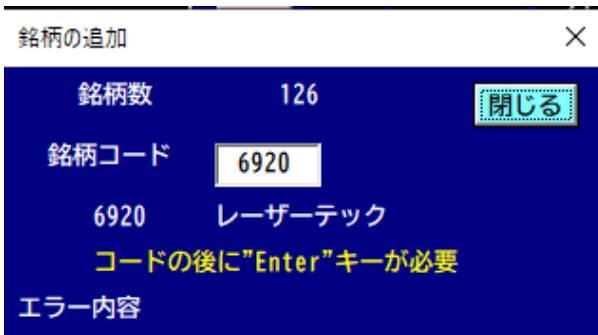 銘柄の追加
銘柄数 126 閉じる
銘柄コード 6920
6920 レーザーテック
コードの後に”Enter”キーが必要
エラー内容